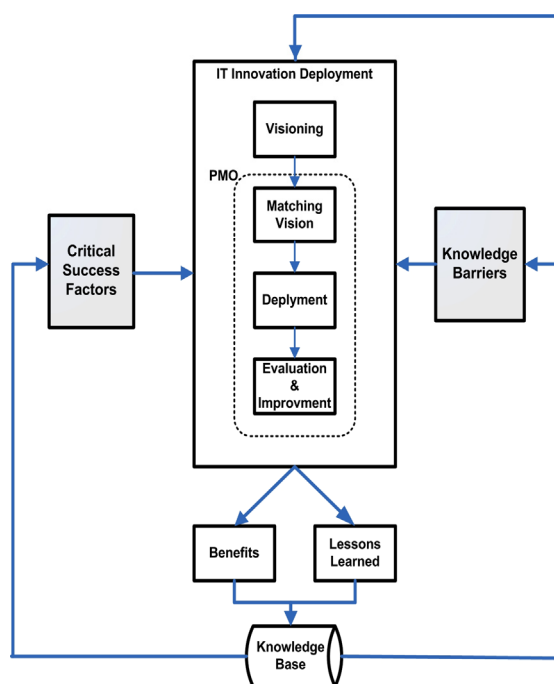 IT Innovation Deployment
Visioning
PMO
Matching
Vision
Deplyment
Evaluation
&
Improvment
Critical
Success
Factors
Knowledge
Barriers
Benefits
Lessons
Learned
Knowledge
Base